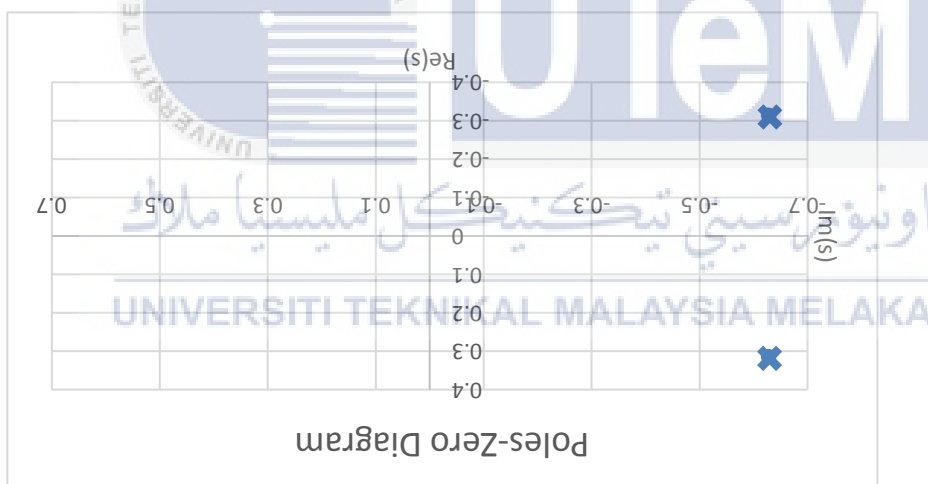 Poles-Zero Diagram
0.4
0.3
0.2
0.1
0
-0.1
-0.2
-0.3
-0.4
-0.7 -0.5 -0.3 -0.1 0.1 0.3 0.5 0.7
Im(s)
Re(s)
UTeM
اونيۏرسيتي تيكنيكل مليسيا ملاك
UNIVERSITI TEKNIKAL MALAYSIA MELAKA
UNIVERSITI TE